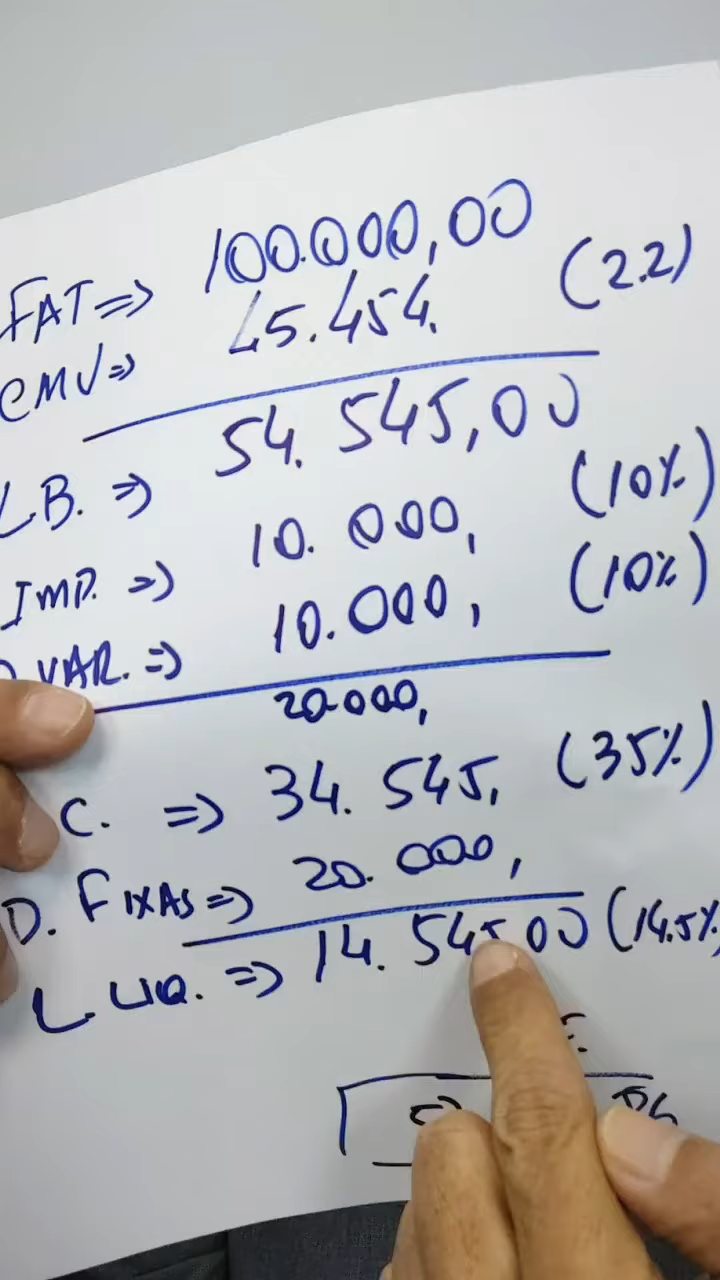 FAT => 100.000,00
CMV => 45.454, (2.2)
L B. => 54.545,00
IMP. => 10.000, (10%)
VAR. => 10.000, (10%)
20.000,
C. => 34.545, (35%)
D. FIXAS => 20.000,
L LIQ. => 14.545,00 (14.5%